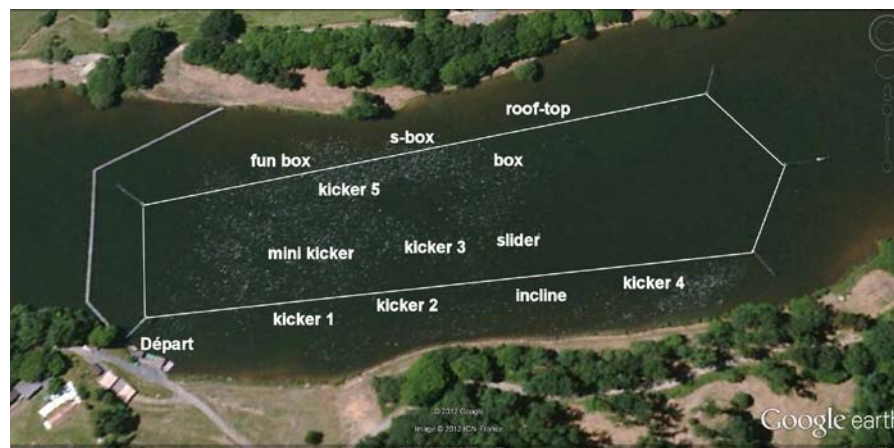 roof-top
s-box
fun box
box
kicker 5
mini kicker
kicker 3
slider
kicker 4
incline
kicker 2
kicker 1
Départ
© 2012 Google
Image © 2012 IGN-France
Google earth